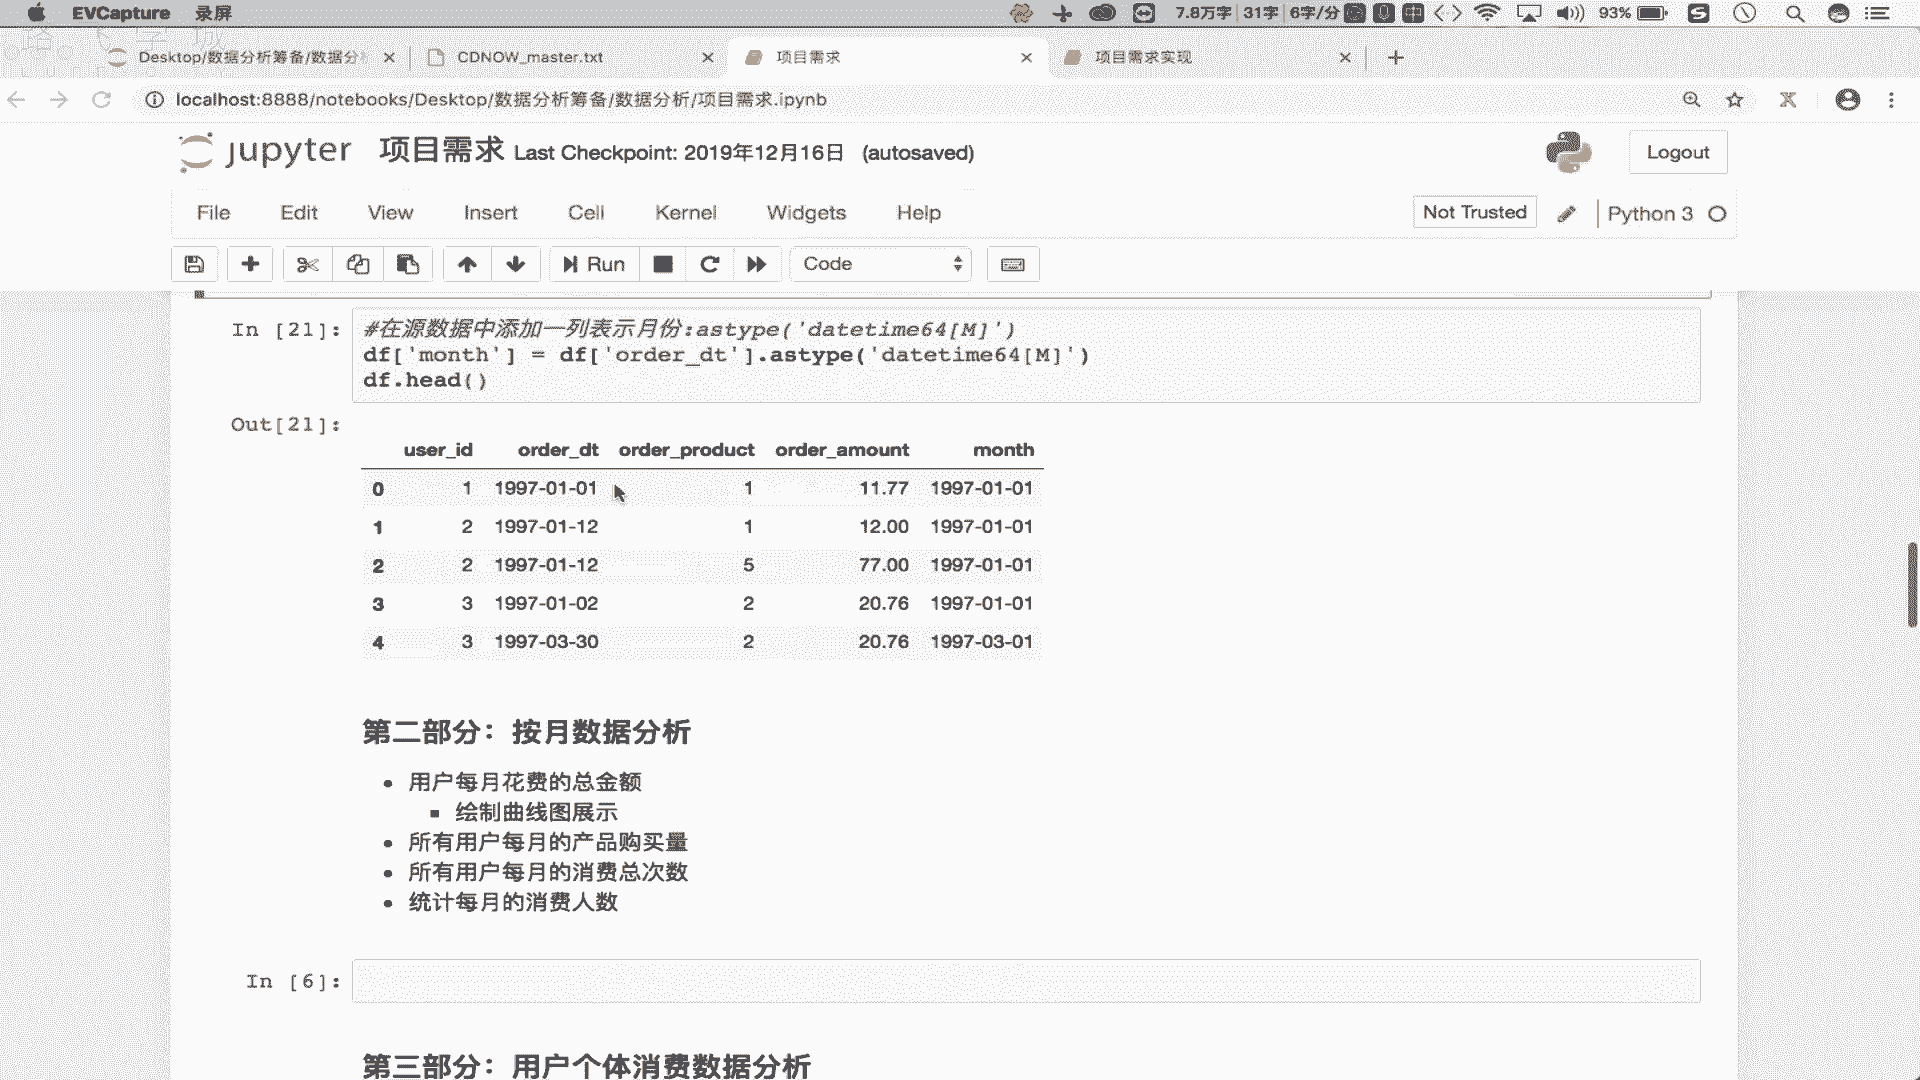 EVCapture 录屏 7.8万字 31字 6字/分 93%
Desktop/数据分析筹备/数据分 CDNOW_master.txt 项目需求 项目需求实现
localhost:8888/notebooks/Desktop/数据分析筹备/数据分析/项目需求.ipynb
jupyter 项目需求 Last Checkpoint: 2019年12月16日 (autosaved) Logout
File Edit View Insert Cell Kernel Widgets Help Not Trusted Python 3
Run Code
In [21]: #在源数据中添加一列表示月份:astype('datetime64[M]')
df['month'] = df['order_dt'].astype('datetime64[M]')
df.head()
Out[21]:
user_id order_dt order_product order_amount month
0 1 1997-01-01 1 11.77 1997-01-01
1 2 1997-01-12 1 12.00 1997-01-01
2 2 1997-01-12 5 77.00 1997-01-01
3 3 1997-01-02 2 20.76 1997-01-01
4 3 1997-03-30 2 20.76 1997-03-01
第二部分：按月数据分析
用户每月花费的总金额
绘制曲线图展示
所有用户每月的产品购买量
所有用户每月的消费总次数
统计每月的消费人数
In [6]:
第三部分：用户个体消费数据分析